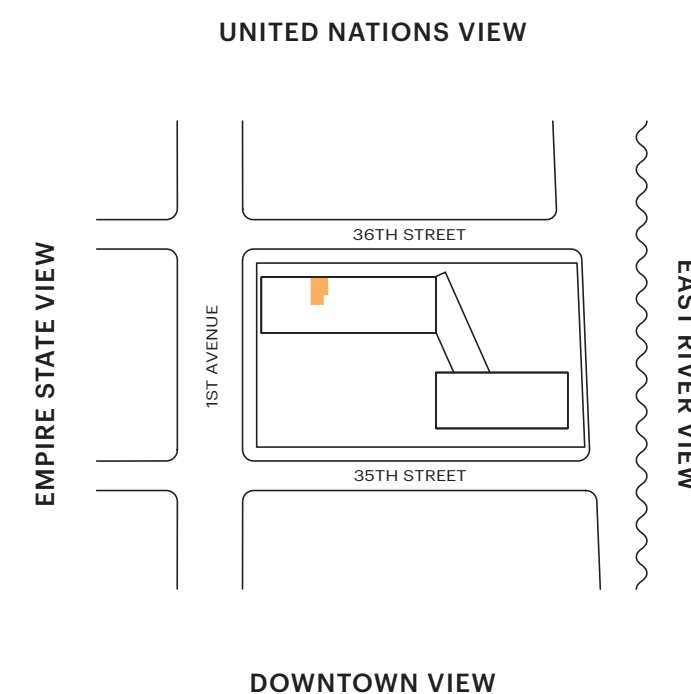 UNITED NATIONS VIEW
36TH STREET
EMPIRE STATE VIEW
1ST AVENUE
EAST RIVER VIEW
35TH STREET
DOWNTOWN VIEW